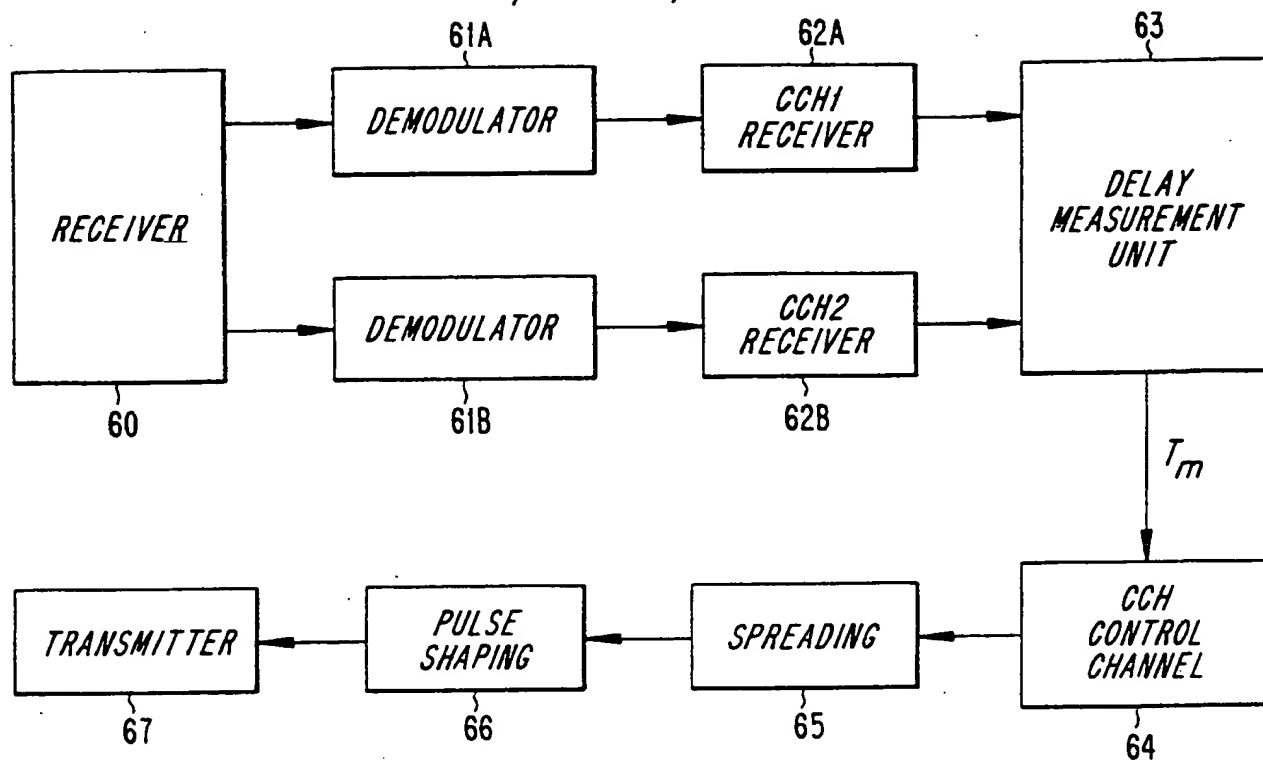 61A
62A
63
DEMODULATOR
CCH1
RECEIVER
RECEIVER
DELAY
MEASUREMENT
UNIT
DEMODULATOR
CCH2
RECEIVER
60
61B
62B
Tm
TRANSMITTER
PULSE
SHAPING
SPREADING
CCH
CONTROL
CHANNEL
67
66
65
64